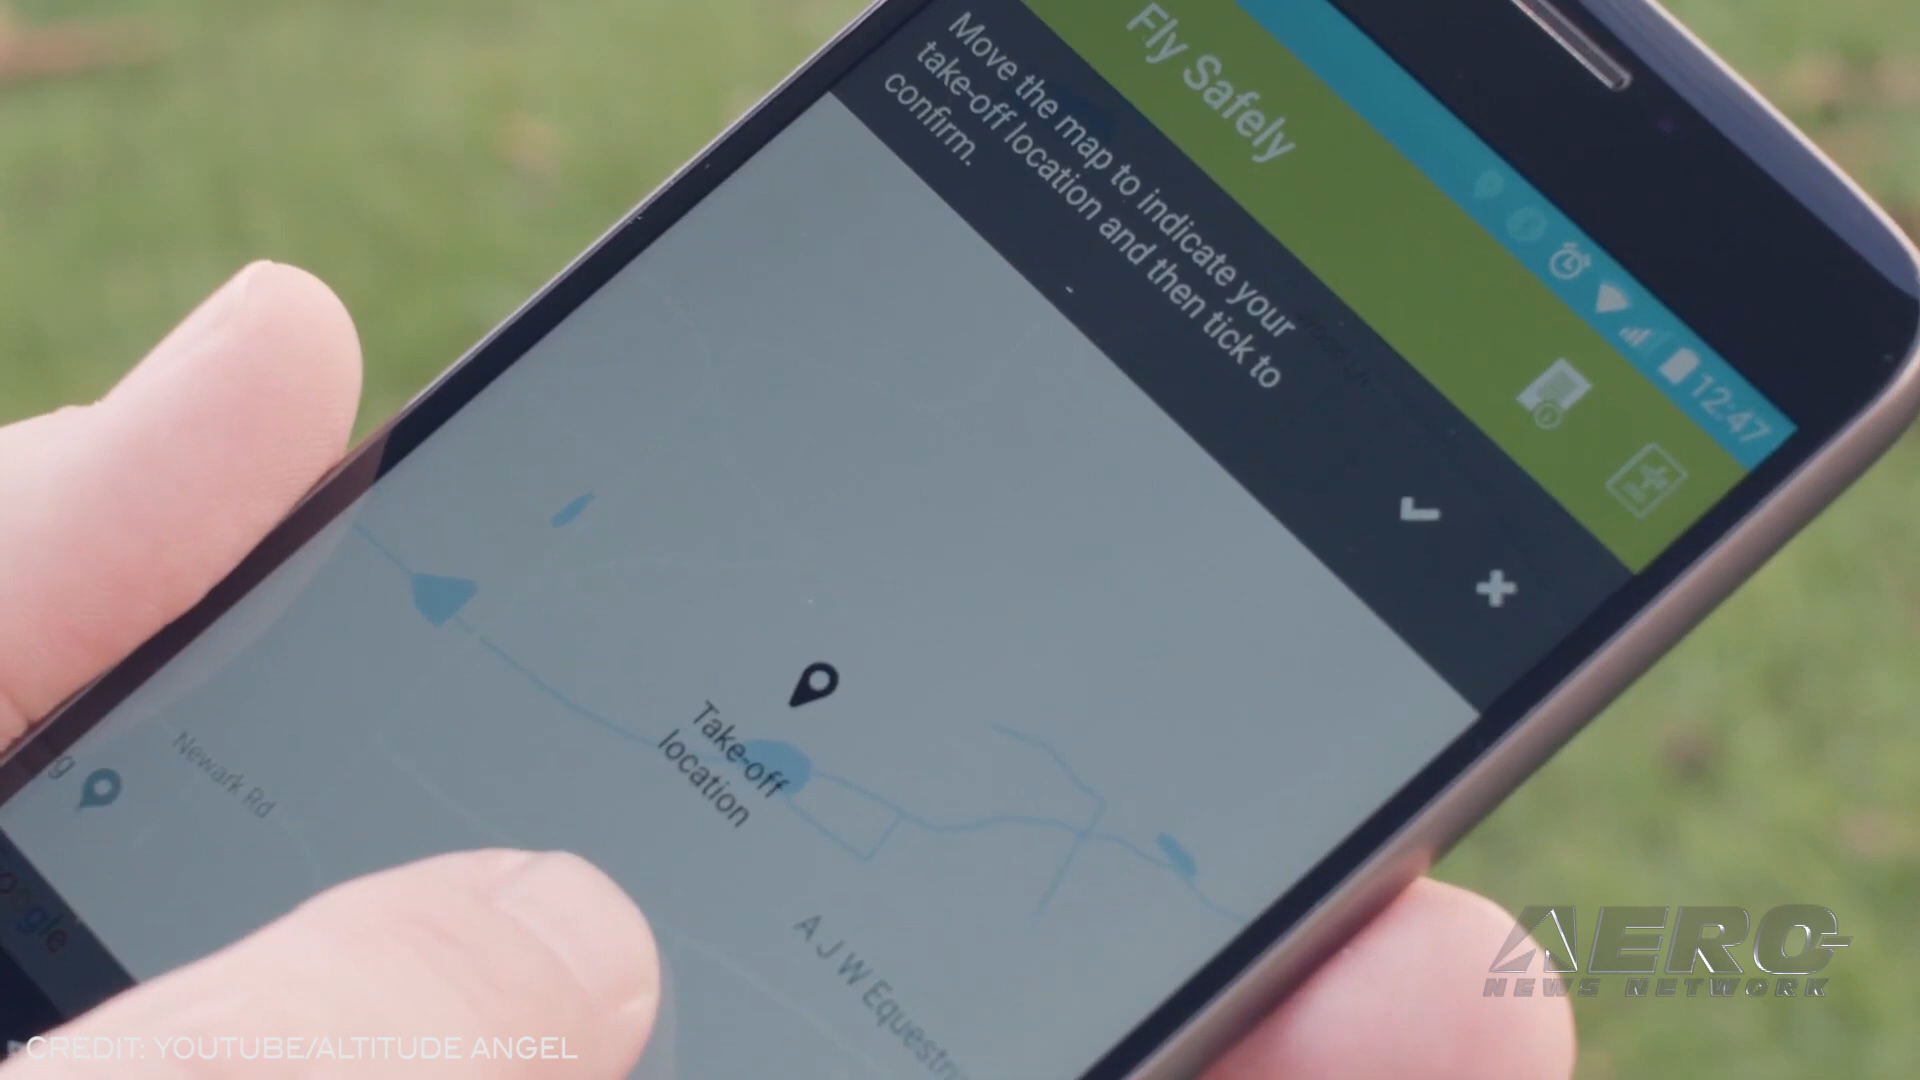 12:47
Fly Safely
Move the map to indicate your
take-off location and then tick to
confirm.
Take-off
location
Newark Rd
A J W Equestr
AERO
NEWS NETWORK
CREDIT: YOUTUBE/ALTITUDE ANGEL